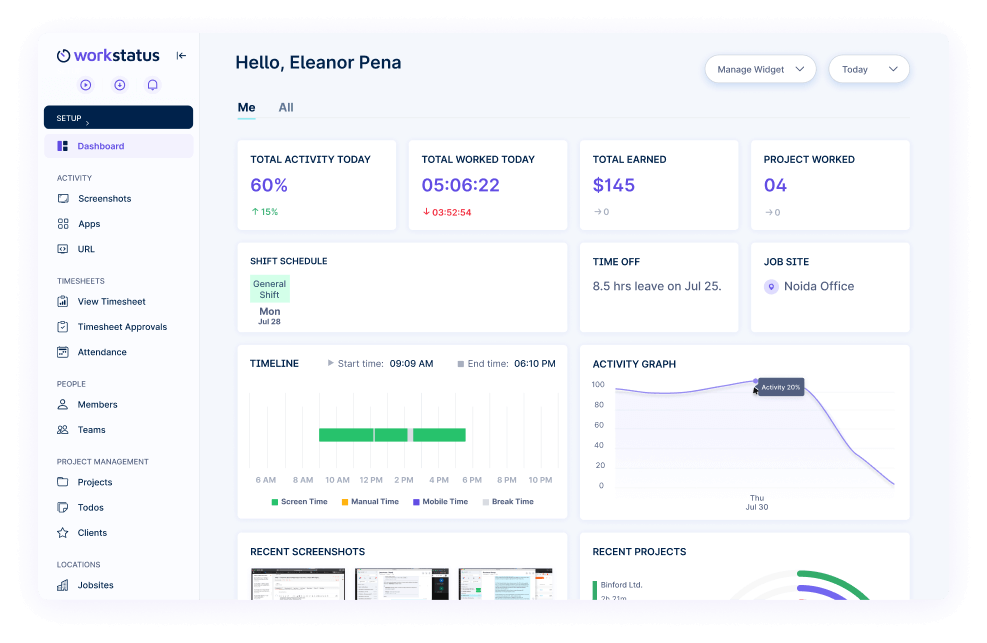 workstatus
SETUP
Dashboard
ACTIVITY
Screenshots
Apps
URL
TIMESHEETS
View Timesheet
Timesheet Approvals
Attendance
PEOPLE
Members
Teams
PROJECT MANAGEMENT
Projects
Todos
Clients
LOCATIONS
Jobsites
Hello, Eleanor Pena
Manage Widget
Today
Me All
TOTAL ACTIVITY TODAY
60%
↑ 15%
TOTAL WORKED TODAY
05:06:22
↓ 03:52:54
TOTAL EARNED
$145
→ 0
PROJECT WORKED
04
→ 0
SHIFT SCHEDULE
General
Shift
Mon
Jul 28
TIME OFF
8.5 hrs leave on Jul 25.
JOB SITE
Noida Office
TIMELINE Start time: 09:09 AM End time: 06:10 PM
6 AM 8 AM 10 AM 12 PM 2 PM 4 PM 6 PM 8 PM 10 PM
Screen Time Manual Time Mobile Time Break Time
ACTIVITY GRAPH
100
80
60
40
20
0
Activity 20%
Thu
Jul 30
RECENT SCREENSHOTS
RECENT PROJECTS
Binford Ltd.
2h 21m